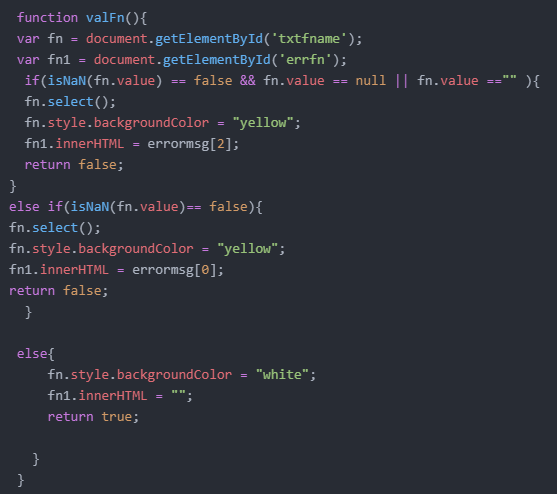 function valFn(){
var fn = document.getElementById('txtfname');
var fn1 = document.getElementById('errfn');
if(isNaN(fn.value) == false && fn.value == null || fn.value =="" ){
fn.select();
fn.style.backgroundColor = "yellow";
fn1.innerHTML = errormsg[2];
return false;
}
else if(isNaN(fn.value)== false){
fn.select();
fn.style.backgroundColor = "yellow";
fn1.innerHTML = errormsg[0];
return false;
}
else{
fn.style.backgroundColor = "white";
fn1.innerHTML = "";
return true;
}
}